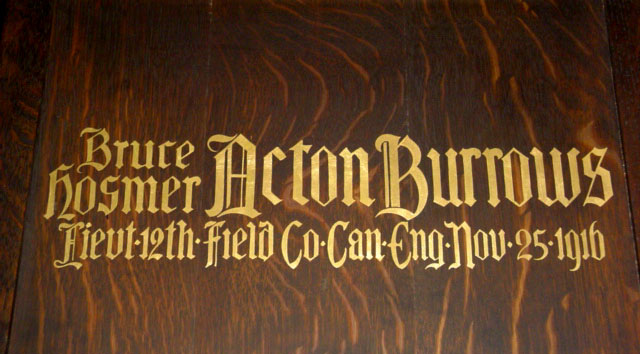 Bruce
Hosmer Acton Burrows
Lieut·12th·Field Co·Can·Eng·Nov·25·1916